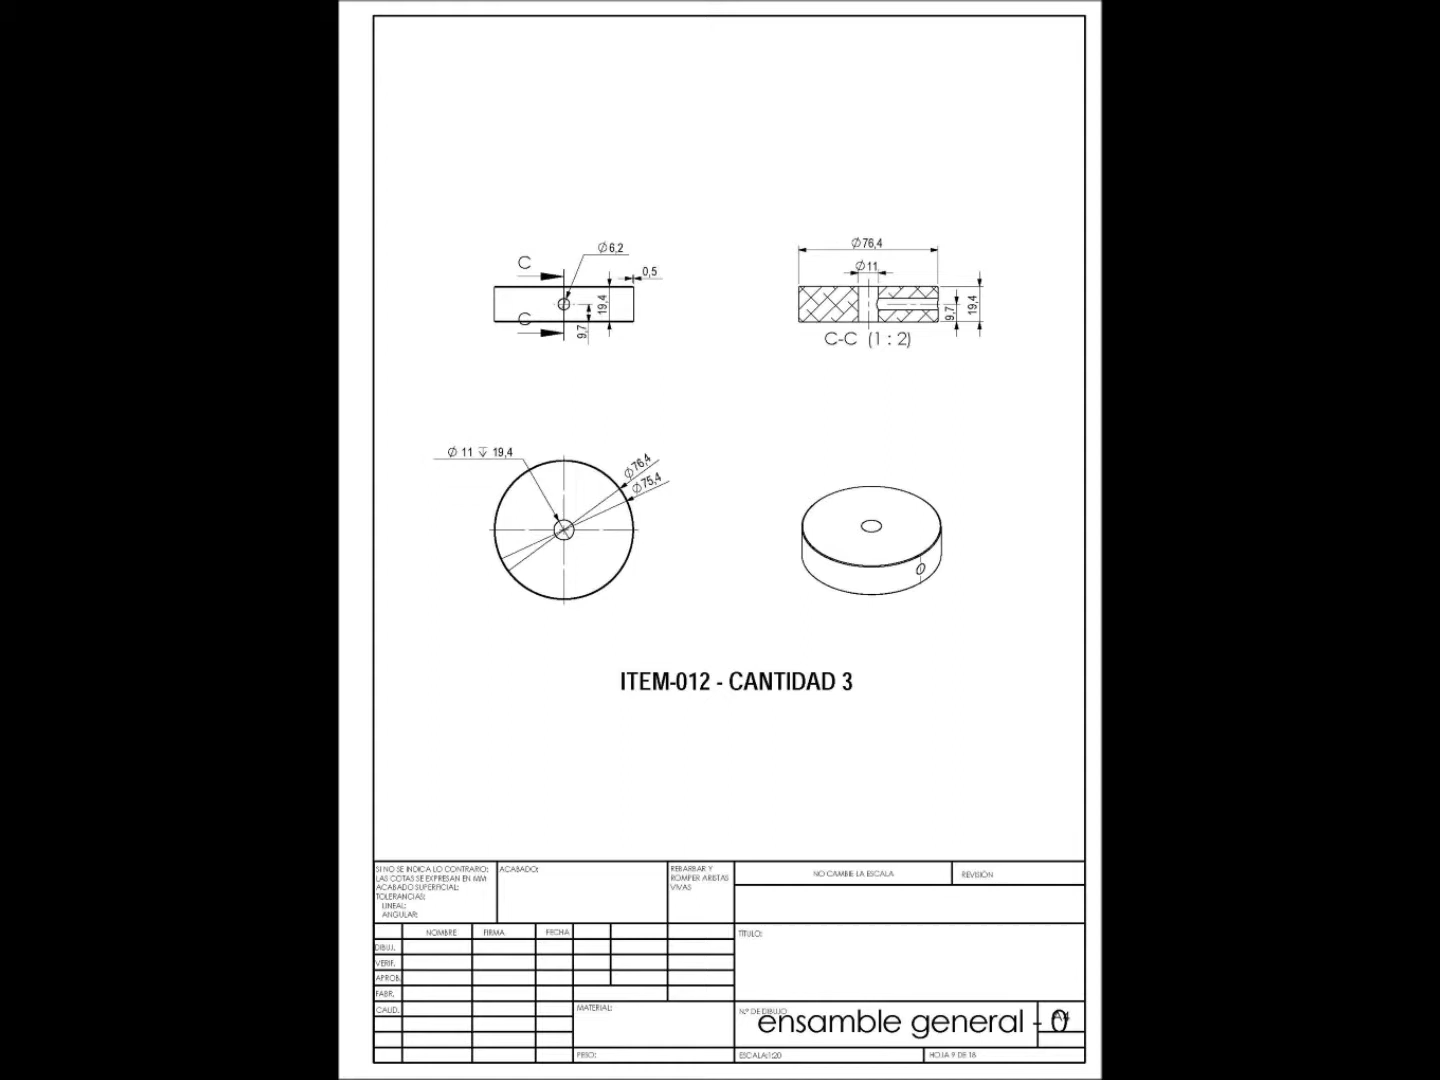 C
Ø6,2
0,5
19,4
9,7
C
Ø76,4
Ø11
9,7
19,4
C-C (1 : 2)
Ø 11 ↧ 19,4
Ø76,4
Ø75,4
ITEM-012 - CANTIDAD 3
SI NO SE INDICA LO CONTRARIO:
LAS COTAS SE EXPRESAN EN MM
ACABADO SUPERFICIAL:
TOLERANCIAS:
LINEAL:
ANGULAR:
ACABADO:
REBARBAR Y
ROMPER ARISTAS
VIVAS
NO CAMBIE LA ESCALA
REVISIÓN
NOMBRE
FIRMA
FECHA
TÍTULO:
DIBUJ.
VERIF.
APROB.
FABR.
CALID.
MATERIAL:
N.º DE DIBUJO
ensamble general - 0
A4
PESO:
ESCALA:1:20
HOJA 9 DE 16